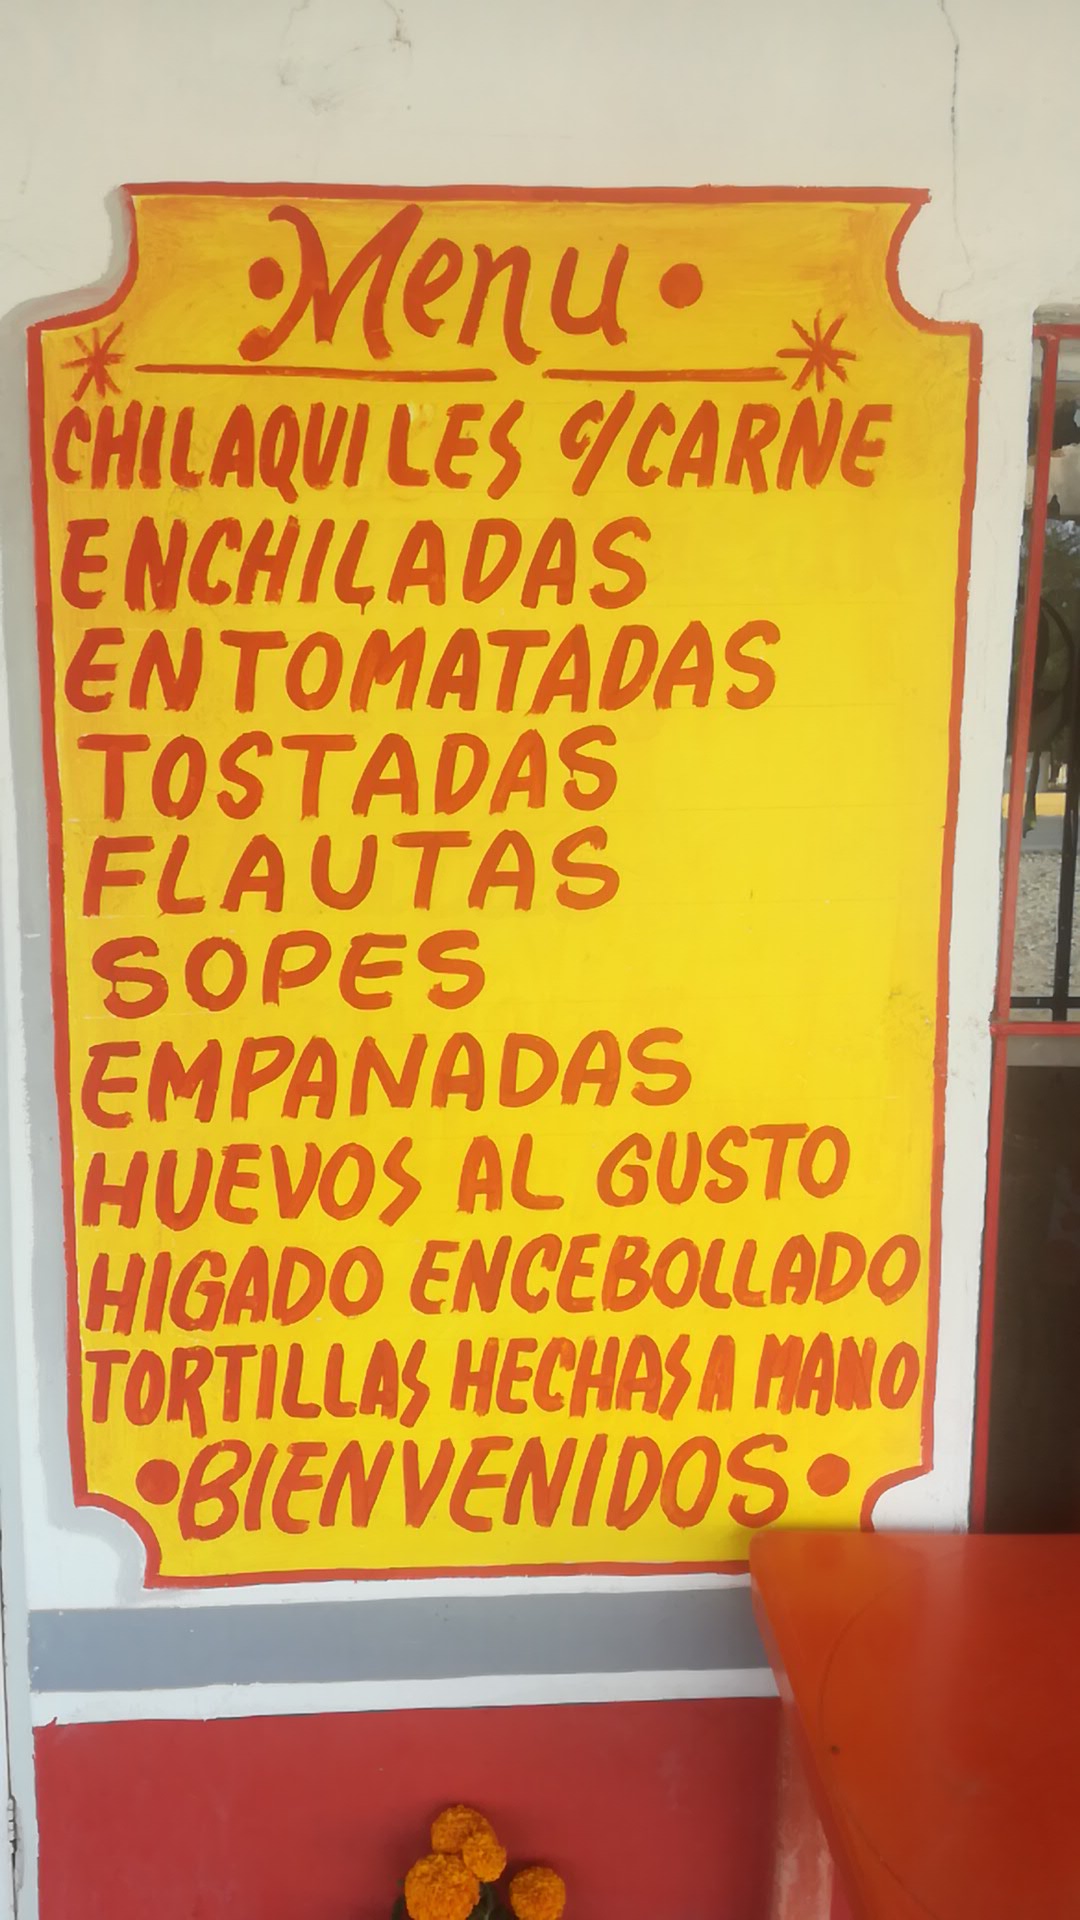 Menu
CHILAQUILES C/CARNE
ENCHILADAS
ENTOMATADAS
TOSTADAS
FLAUTAS
SOPES
EMPANADAS
HUEVOS AL GUSTO
HIGADO ENCEBOLLADO
TORTILLAS HECHAS A MANO
BIENVENIDOS